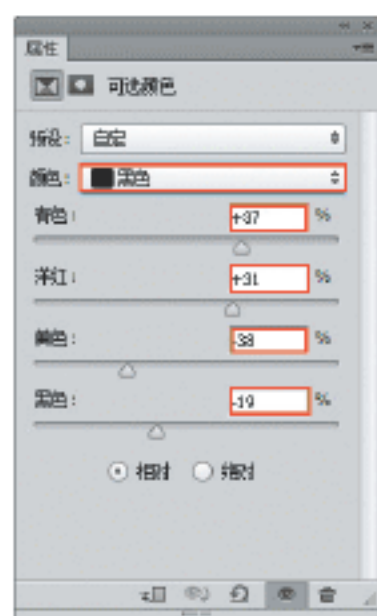 属性
可选颜色
预设： 自定
颜色： 黑色
青色： +37 %
洋红： +31 %
黄色： -38 %
黑色： -19 %
相对 绝对